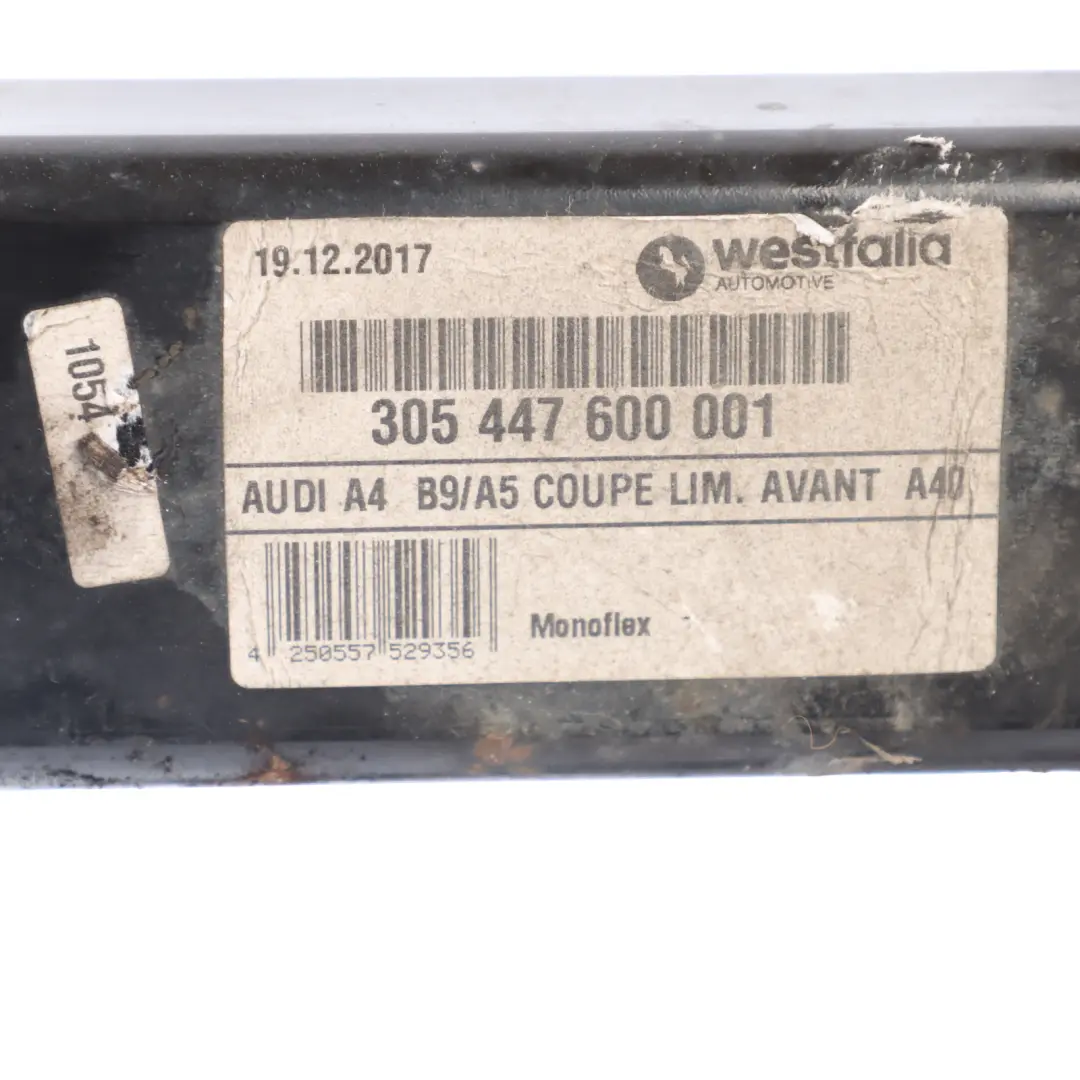 19.12.2017
westfalia
AUTOMOTIVE
305 447 600 001
AUDI A4 B9/A5 COUPE LIM. AVANT A40
4 250557 529356
Monoflex
1054